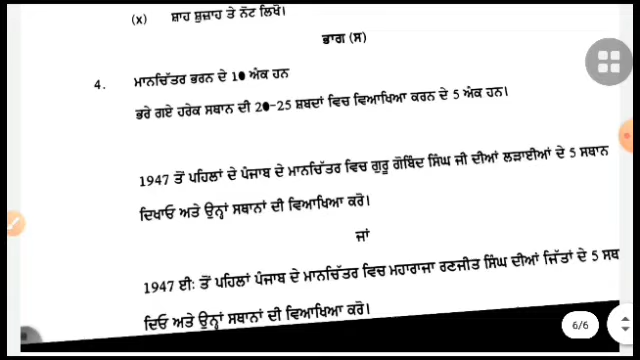 (x) ਸ਼ਾਹ ਸ਼ੁਜ਼ਾਹ ਤੇ ਨੋਟ ਲਿਖੋ।
ਭਾਗ (ਸ)
4. ਮਾਨਚਿੱਤਰ ਭਰਨ ਦੇ 10 ਅੰਕ ਹਨ
ਭਰੇ ਗਏ ਹਰੇਕ ਸਥਾਨ ਦੀ 20-25 ਸ਼ਬਦਾਂ ਵਿਚ ਵਿਆਖਿਆ ਕਰਨ ਦੇ 5 ਅੰਕ ਹਨ।
1947 ਤੋਂ ਪਹਿਲਾਂ ਦੇ ਪੰਜਾਬ ਦੇ ਮਾਨਚਿੱਤਰ ਵਿਚ ਗੁਰੂ ਗੋਬਿੰਦ ਸਿੰਘ ਜੀ ਦੀਆਂ ਲੜਾਈਆਂ ਦੇ 5 ਸਥਾਨ
ਦਿਖਾਓ ਅਤੇ ਉਨ੍ਹਾਂ ਸਥਾਨਾਂ ਦੀ ਵਿਆਖਿਆ ਕਰੋ।
ਜਾਂ
1947 ਈਃ ਤੋਂ ਪਹਿਲਾਂ ਪੰਜਾਬ ਦੇ ਮਾਨਚਿੱਤਰ ਵਿਚ ਮਹਾਰਾਜਾ ਰਣਜੀਤ ਸਿੰਘ ਦੀਆਂ ਜਿੱਤਾਂ ਦੇ 5
ਦਿਓ ਅਤੇ ਉਨ੍ਹਾਂ ਸਥਾਨਾਂ ਦੀ ਵਿਆਖਿਆ ਕਰੋ।
6/6